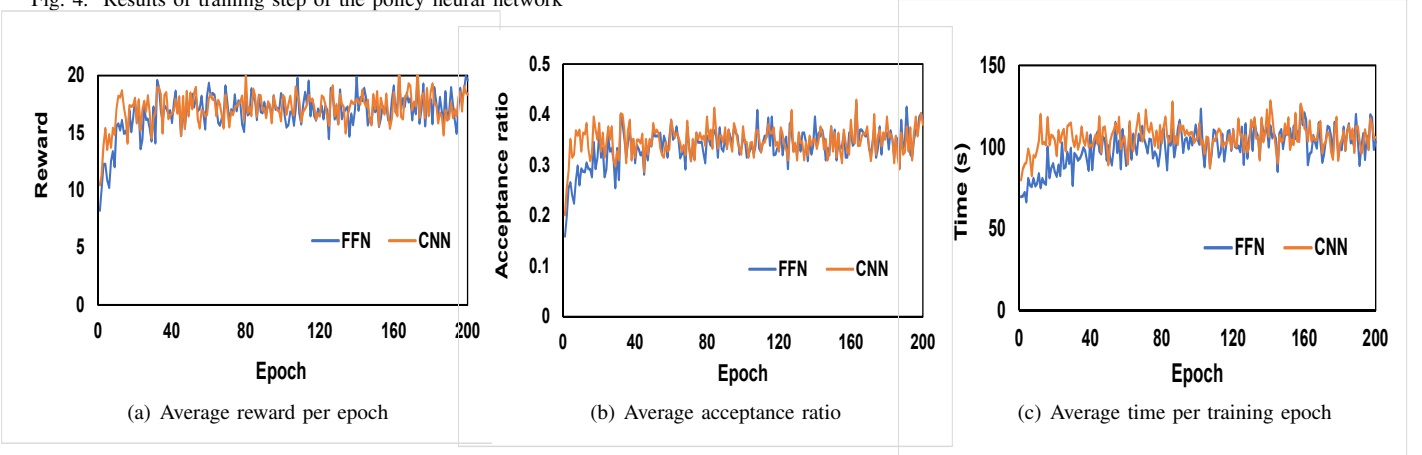 Fig. 4. Results of training step of the policy neural network
20
15
10
5
0
Reward
0 40 80 120 160 200
Epoch
FFN CNN
(a) Average reward per epoch
0.5
0.4
0.3
0.2
0.1
0
Acceptance ratio
0 40 80 120 160 200
Epoch
FFN CNN
(b) Average acceptance ratio
150
100
50
0
Time (s)
0 40 80 120 160 200
Epoch
FFN CNN
(c) Average time per training epoch